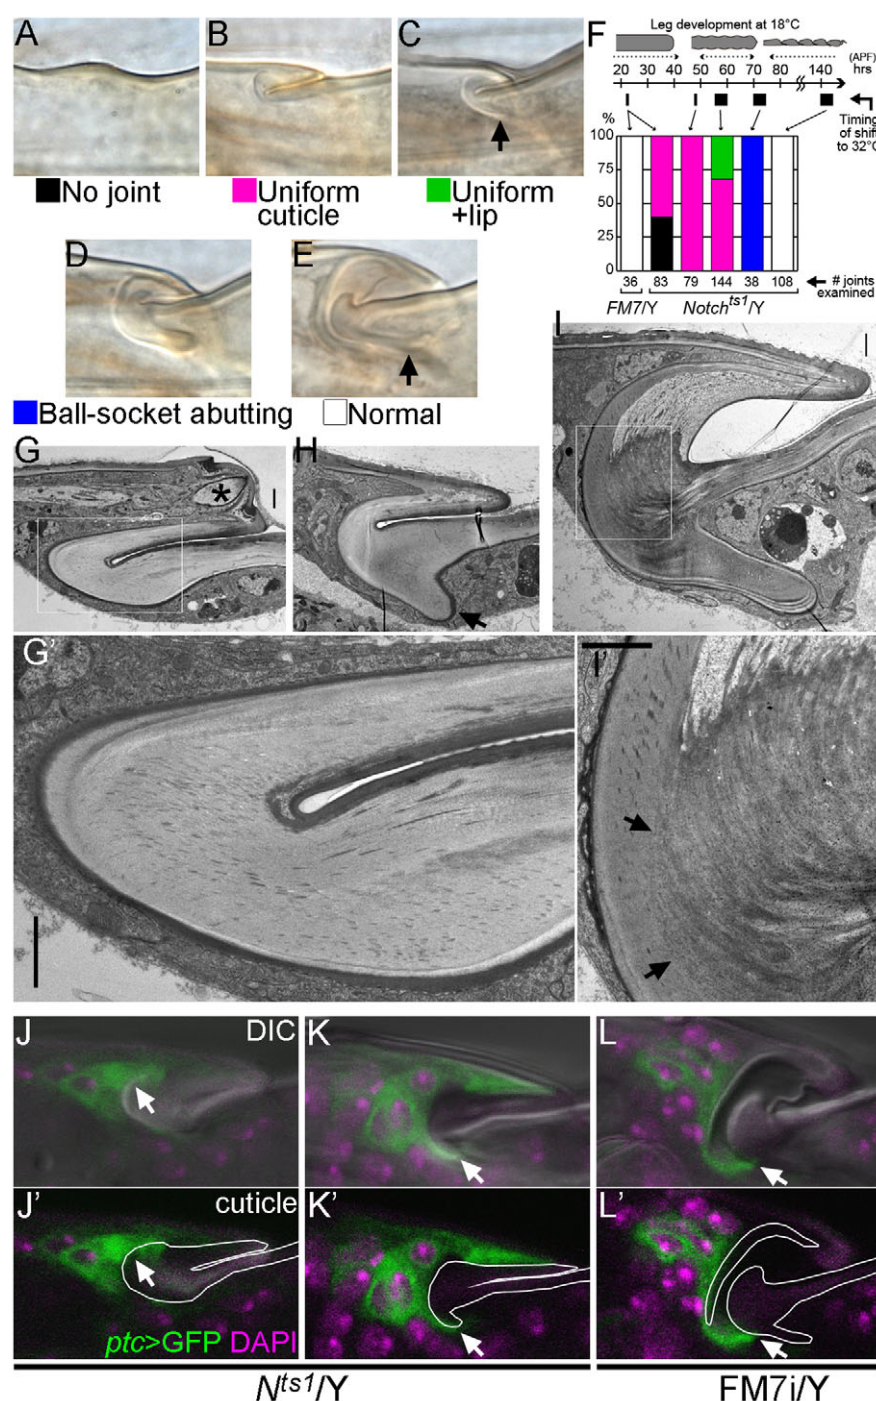 A
B
C
No joint
Uniform cuticle
Uniform +lip
D
E
Ball-socket abutting
Normal
F
Leg development at 18°C
(APF)
20 30 40 50 60 70 80 140 hrs
Timing of shift to 32°C
%
100
75
50
25
0
36 83 79 144 38 108
# joints examined
FM7/Y
Notch^ts1/Y
G
*
H
I
G'
I'
J
DIC
K
L
J'
cuticle
K'
L'
ptc>GFP DAPI
N^ts1/Y
FM7i/Y